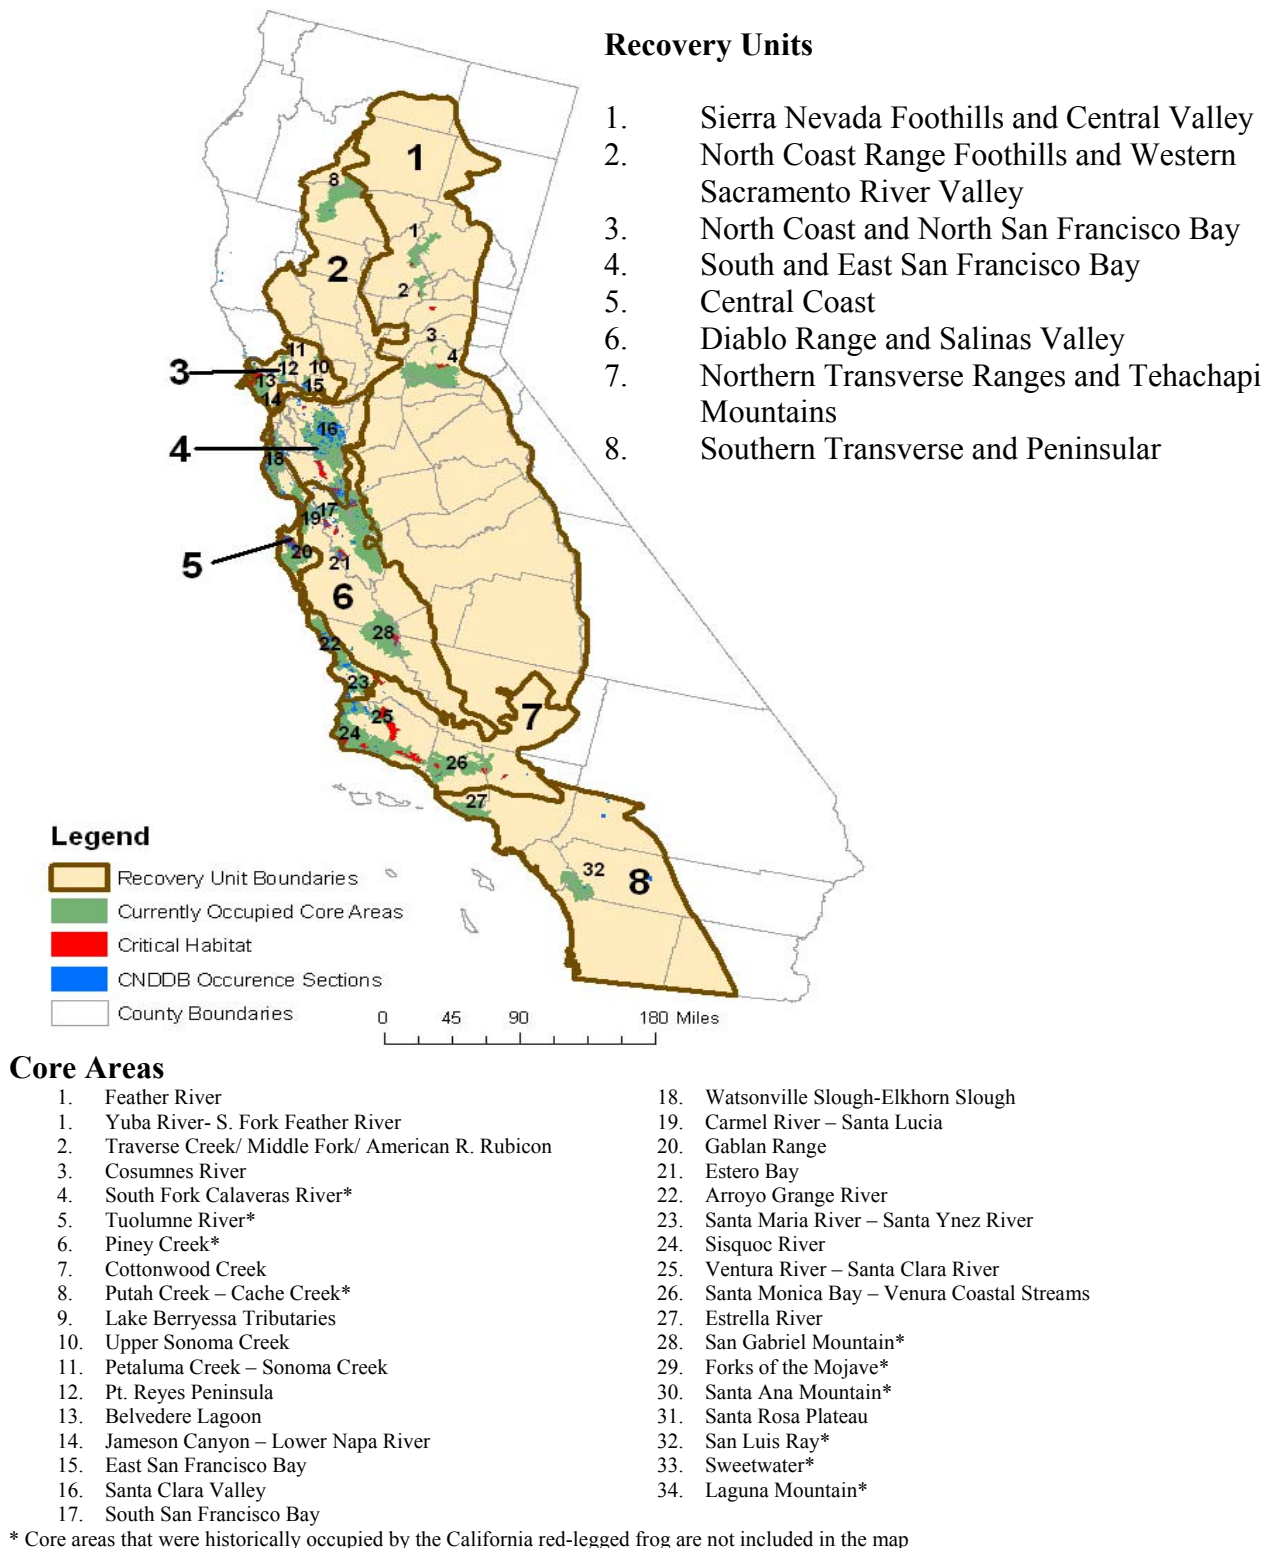 Recovery Units
1. Sierra Nevada Foothills and Central Valley
2. North Coast Range Foothills and Western
Sacramento River Valley
3. North Coast and North San Francisco Bay
4. South and East San Francisco Bay
5. Central Coast
6. Diablo Range and Salinas Valley
7. Northern Transverse Ranges and Tehachapi
Mountains
8. Southern Transverse and Peninsular
1
8
1
2
2
3
4
11
12
10
3
13
15
14
16
4
18
17
19
5
20
21
6
28
22
23
7
25
24
26
27
32
8
Legend
Recovery Unit Boundaries
Currently Occupied Core Areas
Critical Habitat
CNDDB Occurence Sections
County Boundaries
0 45 90 180 Miles
Core Areas
1. Feather River
1. Yuba River- S. Fork Feather River
2. Traverse Creek/ Middle Fork/ American R. Rubicon
3. Cosumnes River
4. South Fork Calaveras River*
5. Tuolumne River*
6. Piney Creek*
7. Cottonwood Creek
8. Putah Creek – Cache Creek*
9. Lake Berryessa Tributaries
10. Upper Sonoma Creek
11. Petaluma Creek – Sonoma Creek
12. Pt. Reyes Peninsula
13. Belvedere Lagoon
14. Jameson Canyon – Lower Napa River
15. East San Francisco Bay
16. Santa Clara Valley
17. South San Francisco Bay
18. Watsonville Slough-Elkhorn Slough
19. Carmel River – Santa Lucia
20. Gablan Range
21. Estero Bay
22. Arroyo Grange River
23. Santa Maria River – Santa Ynez River
24. Sisquoc River
25. Ventura River – Santa Clara River
26. Santa Monica Bay – Venura Coastal Streams
27. Estrella River
28. San Gabriel Mountain*
29. Forks of the Mojave*
30. Santa Ana Mountain*
31. Santa Rosa Plateau
32. San Luis Ray*
33. Sweetwater*
34. Laguna Mountain*
* Core areas that were historically occupied by the California red-legged frog are not included in the map